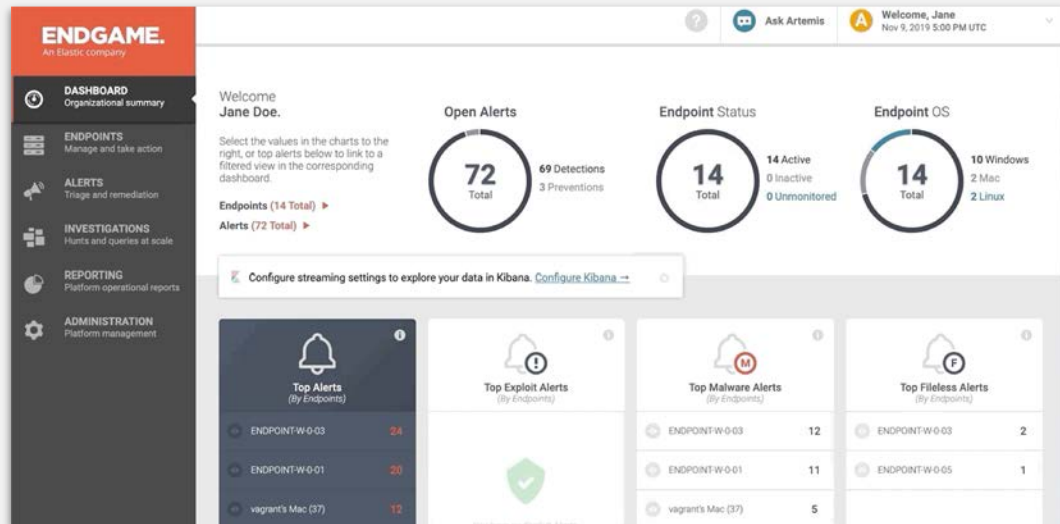 ENDGAME.
An Elastic company
?
Ask Artemis
A
Welcome, Jane
Nov 9, 2019 5:00 PM UTC
DASHBOARD
Organizational summary
ENDPOINTS
Manage and take action
ALERTS
Triage and remediation
INVESTIGATIONS
Hunts and queries at scale
REPORTING
Platform operational reports
ADMINISTRATION
Platform management
Welcome
Jane Doe.
Select the values in the charts to the
right, or top alerts below to link to a
filtered view in the corresponding
dashboard.
Endpoints (14 Total)
Alerts (72 Total)
Open Alerts
72
Total
69 Detections
3 Preventions
Endpoint Status
14
Total
14 Active
0 Inactive
0 Unmonitored
Endpoint OS
14
Total
10 Windows
2 Mac
2 Linux
Configure streaming settings to explore your data in Kibana. Configure Kibana →
Top Alerts
(By Endpoints)
ENDPOINT-W-0-03 24
ENDPOINT-W-0-01 20
vagrant's Mac (37) 12
Top Exploit Alerts
(By Endpoints)
M
Top Malware Alerts
(By Endpoints)
ENDPOINT-W-0-03 12
ENDPOINT-W-0-01 11
vagrant's Mac (37) 5
F
Top Fileless Alerts
(By Endpoints)
ENDPOINT-W-0-03 2
ENDPOINT-W-0-05 1